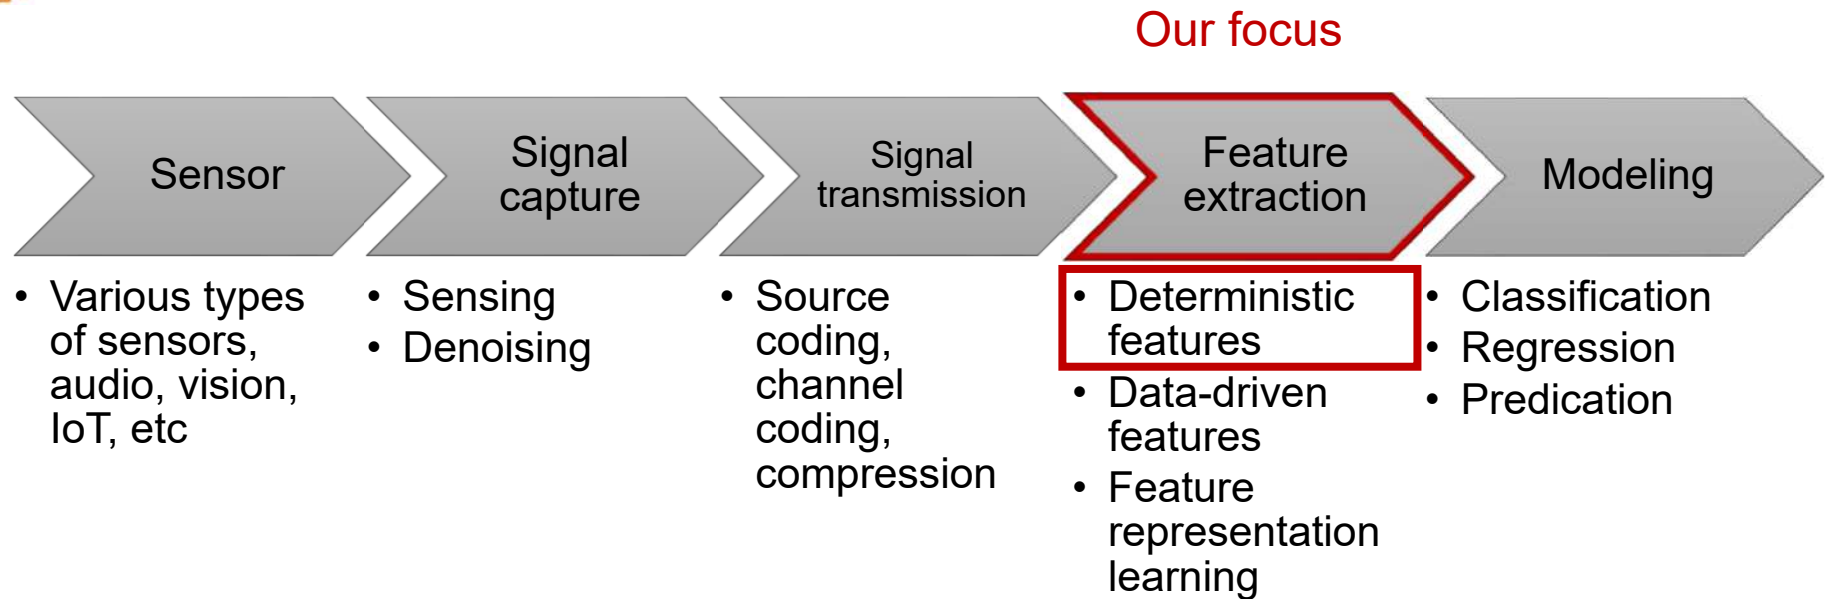 Our focus
Sensor
Signal
capture
Signal
transmission
Feature
extraction
Modeling
• Various types
of sensors,
audio, vision,
IoT, etc
• Sensing
• Denoising
• Source
coding,
channel
coding,
compression
• Deterministic
features
• Data-driven
features
• Feature
representation
learning
• Classification
• Regression
• Predication